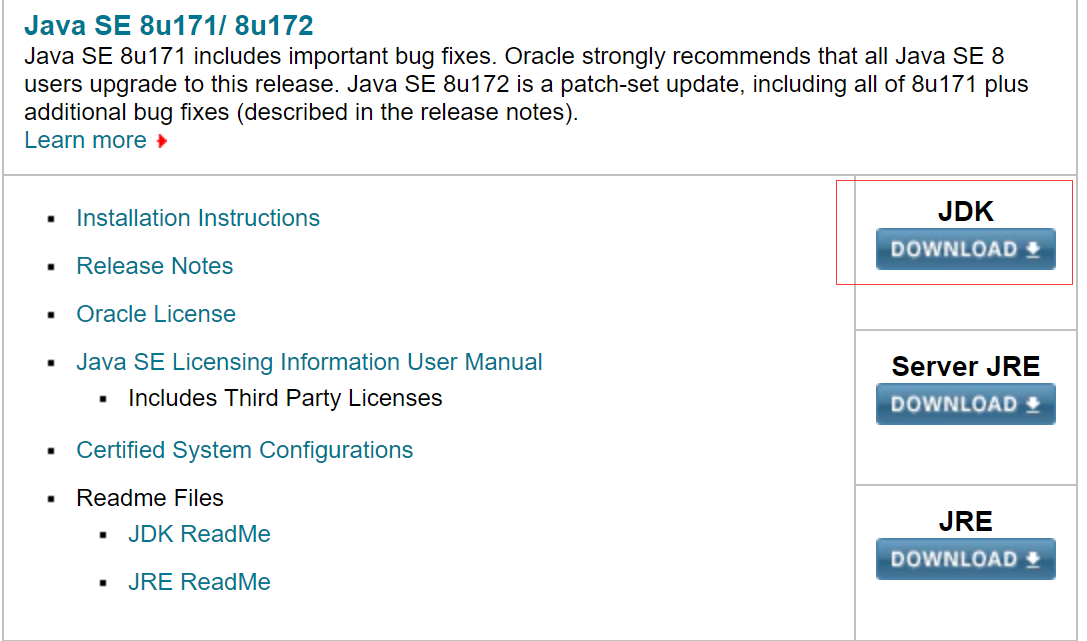 Java SE 8u171/ 8u172
Java SE 8u171 includes important bug fixes. Oracle strongly recommends that all Java SE 8
users upgrade to this release. Java SE 8u172 is a patch-set update, including all of 8u171 plus
additional bug fixes (described in the release notes).
Learn more
Installation Instructions
Release Notes
Oracle License
Java SE Licensing Information User Manual
Includes Third Party Licenses
Certified System Configurations
Readme Files
JDK ReadMe
JRE ReadMe
JDK
DOWNLOAD
Server JRE
DOWNLOAD
JRE
DOWNLOAD